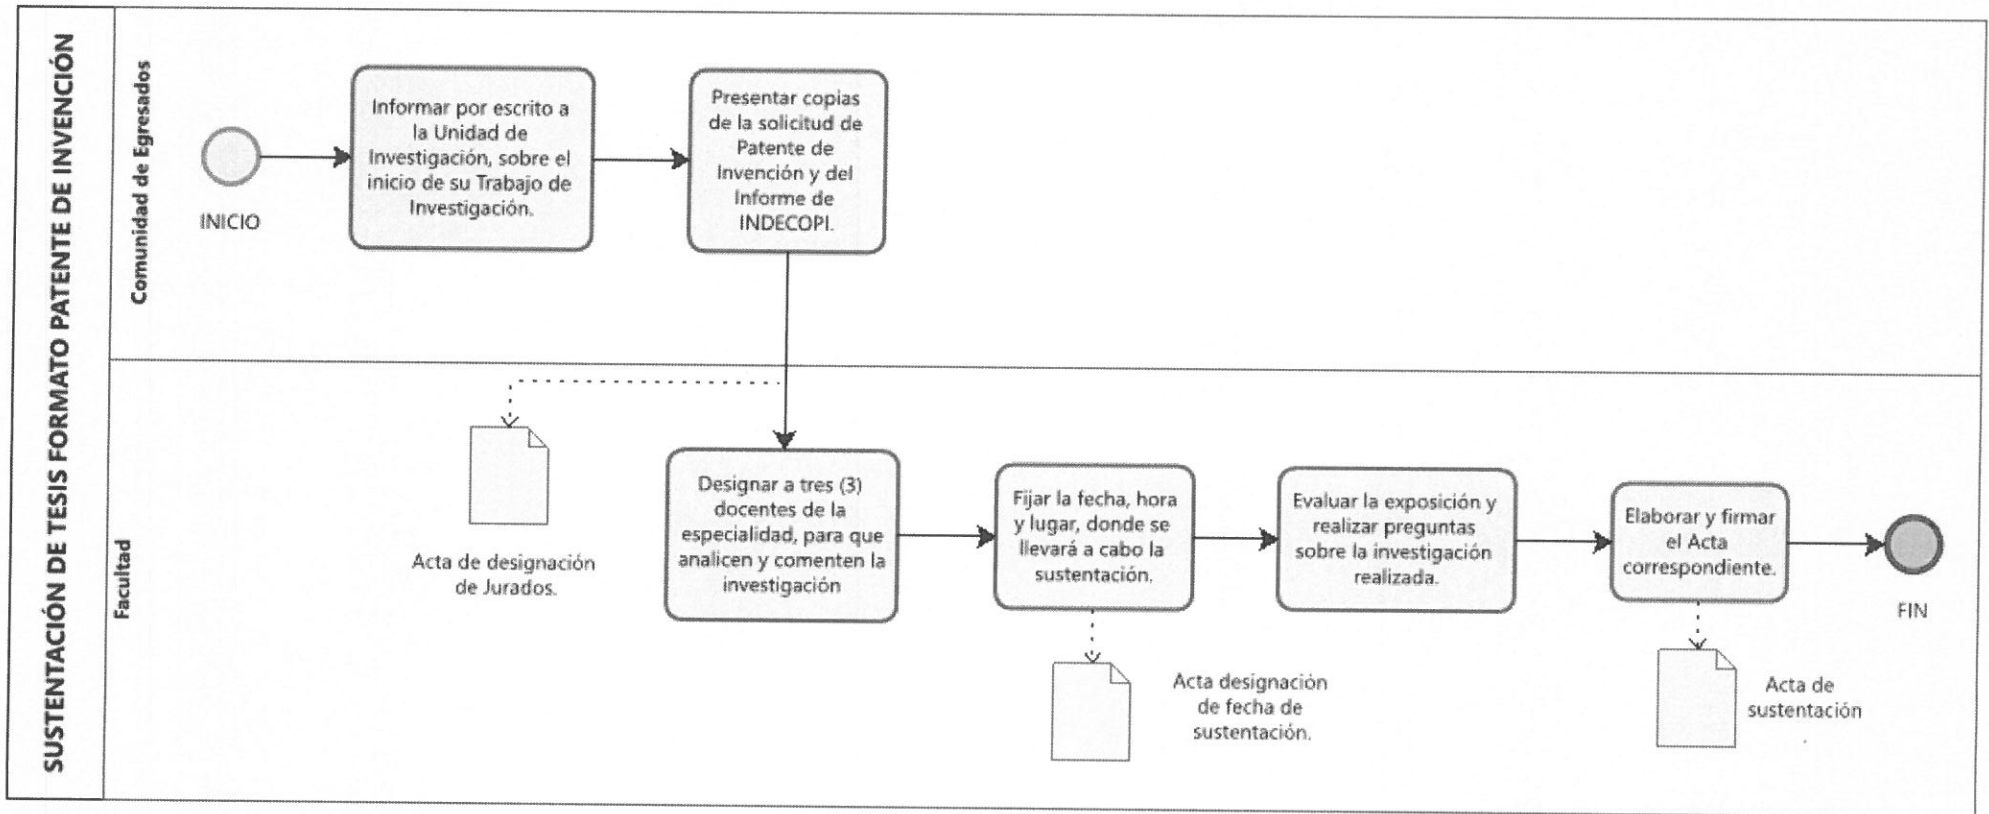 SUSTENTACIÓN DE TESIS FORMATO PATENTE DE INVENCIÓN
Comunidad de Egresados
INICIO
Informar por escrito a
la Unidad de
Investigación, sobre el
inicio de su Trabajo de
Investigación.
Presentar copias
de la solicitud de
Patente de
Invención y del
Informe de
INDECOPI.
Facultad
Acta de designación
de Jurados.
Designar a tres (3)
docentes de la
especialidad, para que
analicen y comenten la
investigación
Fijar la fecha, hora
y lugar, donde se
llevará a cabo la
sustentación.
Acta designación
de fecha de
sustentación.
Evaluar la exposición y
realizar preguntas
sobre la investigación
realizada.
Elaborar y firmar
el Acta
correspondiente.
Acta de
sustentación
FIN